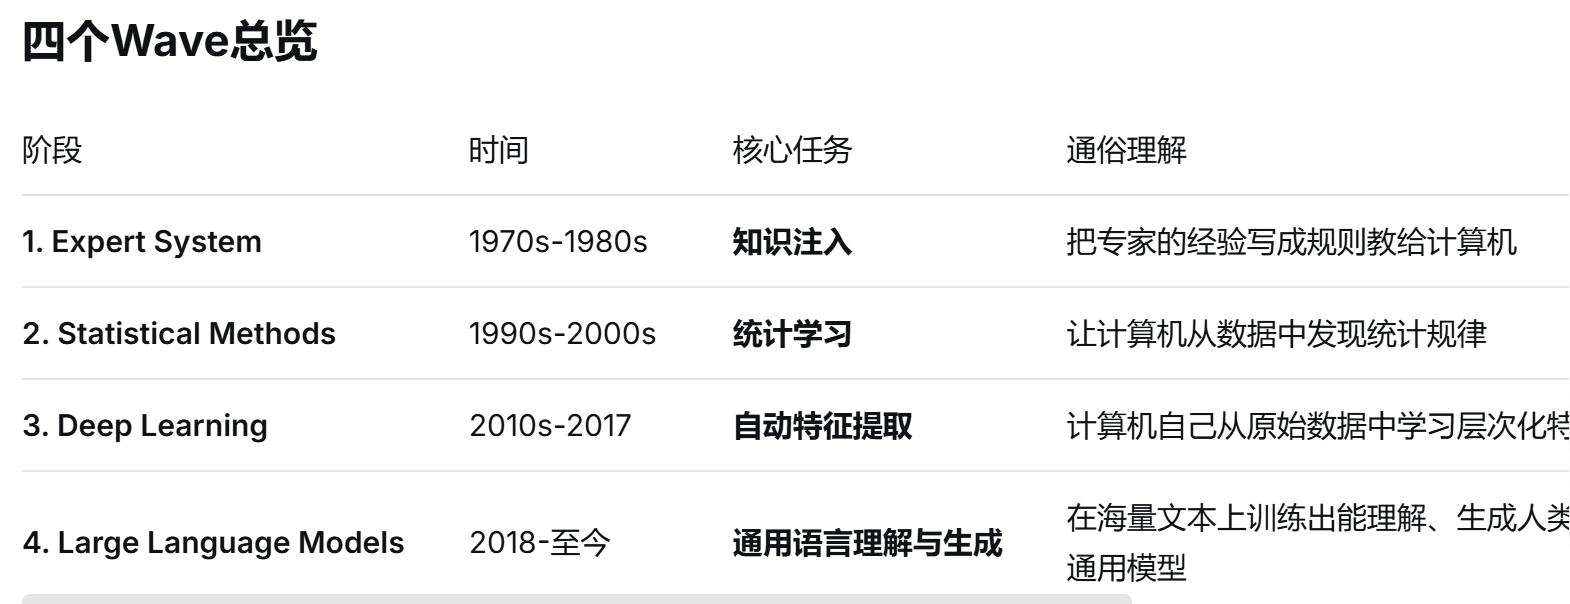 四个Wave总览
阶段 时间 核心任务 通俗理解
1. Expert System 1970s-1980s 知识注入 把专家的经验写成规则教给计算机
2. Statistical Methods 1990s-2000s 统计学习 让计算机从数据中发现统计规律
3. Deep Learning 2010s-2017 自动特征提取 计算机自己从原始数据中学习层次化特
4. Large Language Models 2018-至今 通用语言理解与生成 在海量文本上训练出能理解、生成人类
通用模型